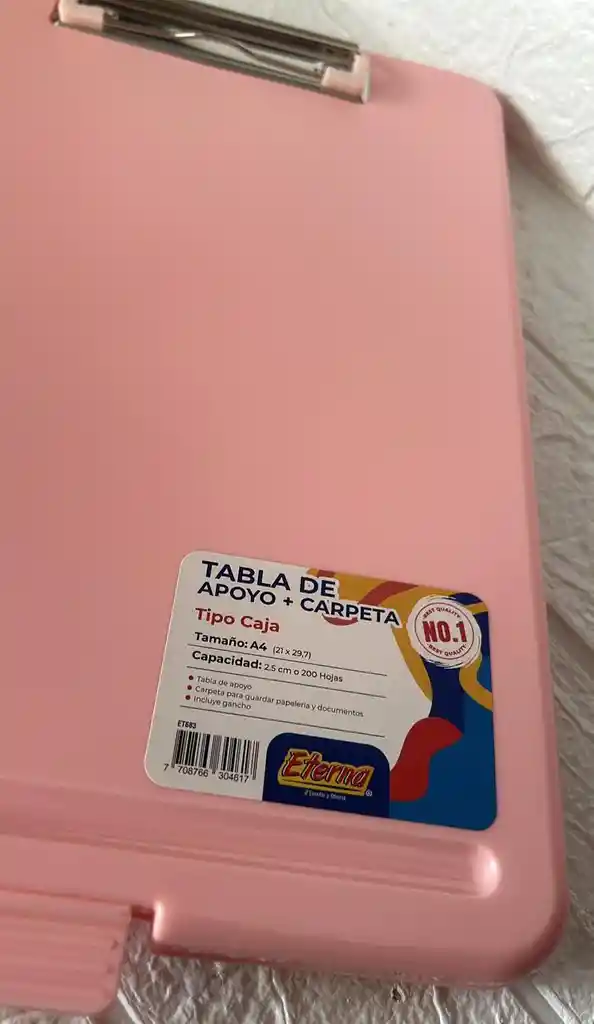 TABLA DE
APOYO + CARPETA
Tipo Caja
BEST QUALITY
NO.1
BEST QUALITY
Tamaño: A4 (21 x 29,7)
Capacidad: 2.5 cm o 200 Hojas
Tabla de apoyo
Carpeta para guardar papelería y documentos
Incluye gancho
ET683
7 708766 304617
Eterna